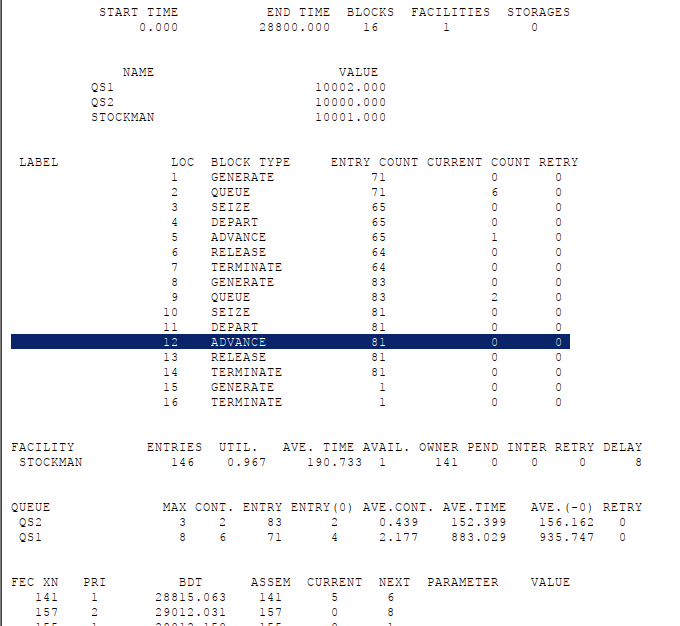 START TIME END TIME BLOCKS FACILITIES STORAGES
0.000 28800.000 16 1 0
NAME VALUE
QS1 10002.000
QS2 10000.000
STOCKMAN 10001.000
LABEL LOC BLOCK TYPE ENTRY COUNT CURRENT COUNT RETRY
1 GENERATE 71 0 0
2 QUEUE 71 6 0
3 SEIZE 65 0 0
4 DEPART 65 0 0
5 ADVANCE 65 1 0
6 RELEASE 64 0 0
7 TERMINATE 64 0 0
8 GENERATE 83 0 0
9 QUEUE 83 2 0
10 SEIZE 81 0 0
11 DEPART 81 0 0
12 ADVANCE 81 0 0
13 RELEASE 81 0 0
14 TERMINATE 81 0 0
15 GENERATE 1 0 0
16 TERMINATE 1 0 0
FACILITY ENTRIES UTIL. AVE. TIME AVAIL. OWNER PEND INTER RETRY DELAY
STOCKMAN 146 0.967 190.733 1 141 0 0 0 8
QUEUE MAX CONT. ENTRY ENTRY(0) AVE.CONT. AVE.TIME AVE.(-0) RETRY
QS2 3 2 83 2 0.439 152.399 156.162 0
QS1 8 6 71 4 2.177 883.029 935.747 0
FEC XN PRI BDT ASSEM CURRENT NEXT PARAMETER VALUE
141 1 28815.063 141 5 6
157 2 29012.031 157 0 8